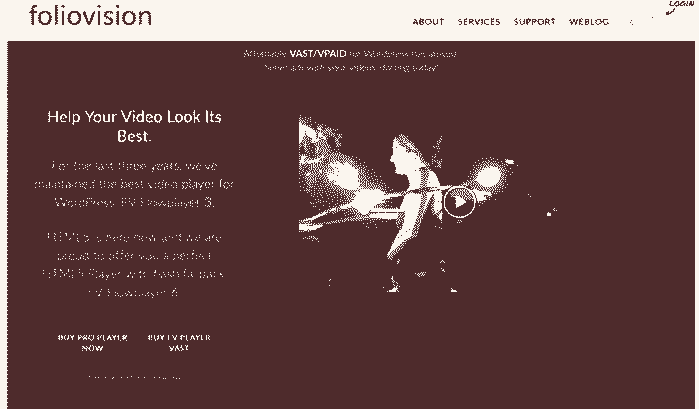 foliovision
LOGIN
ABOUT SERVICES SUPPORT WEBLOG
Affordable VAST/VPAID for Wordpress has arrived.
with your videos starting today!
Help Your Video Look Its
Best.
For the last three years, we've
maintained the best video player for
WordPress, FV Flowplayer 5.
HTML5 is here now and we are
proud to offer you a perfect
HTML5 Player with flash fallback
FV Flowplayer 6.
BUY PRO PLAYER
NOW
BUY FV PLAYER
VAST